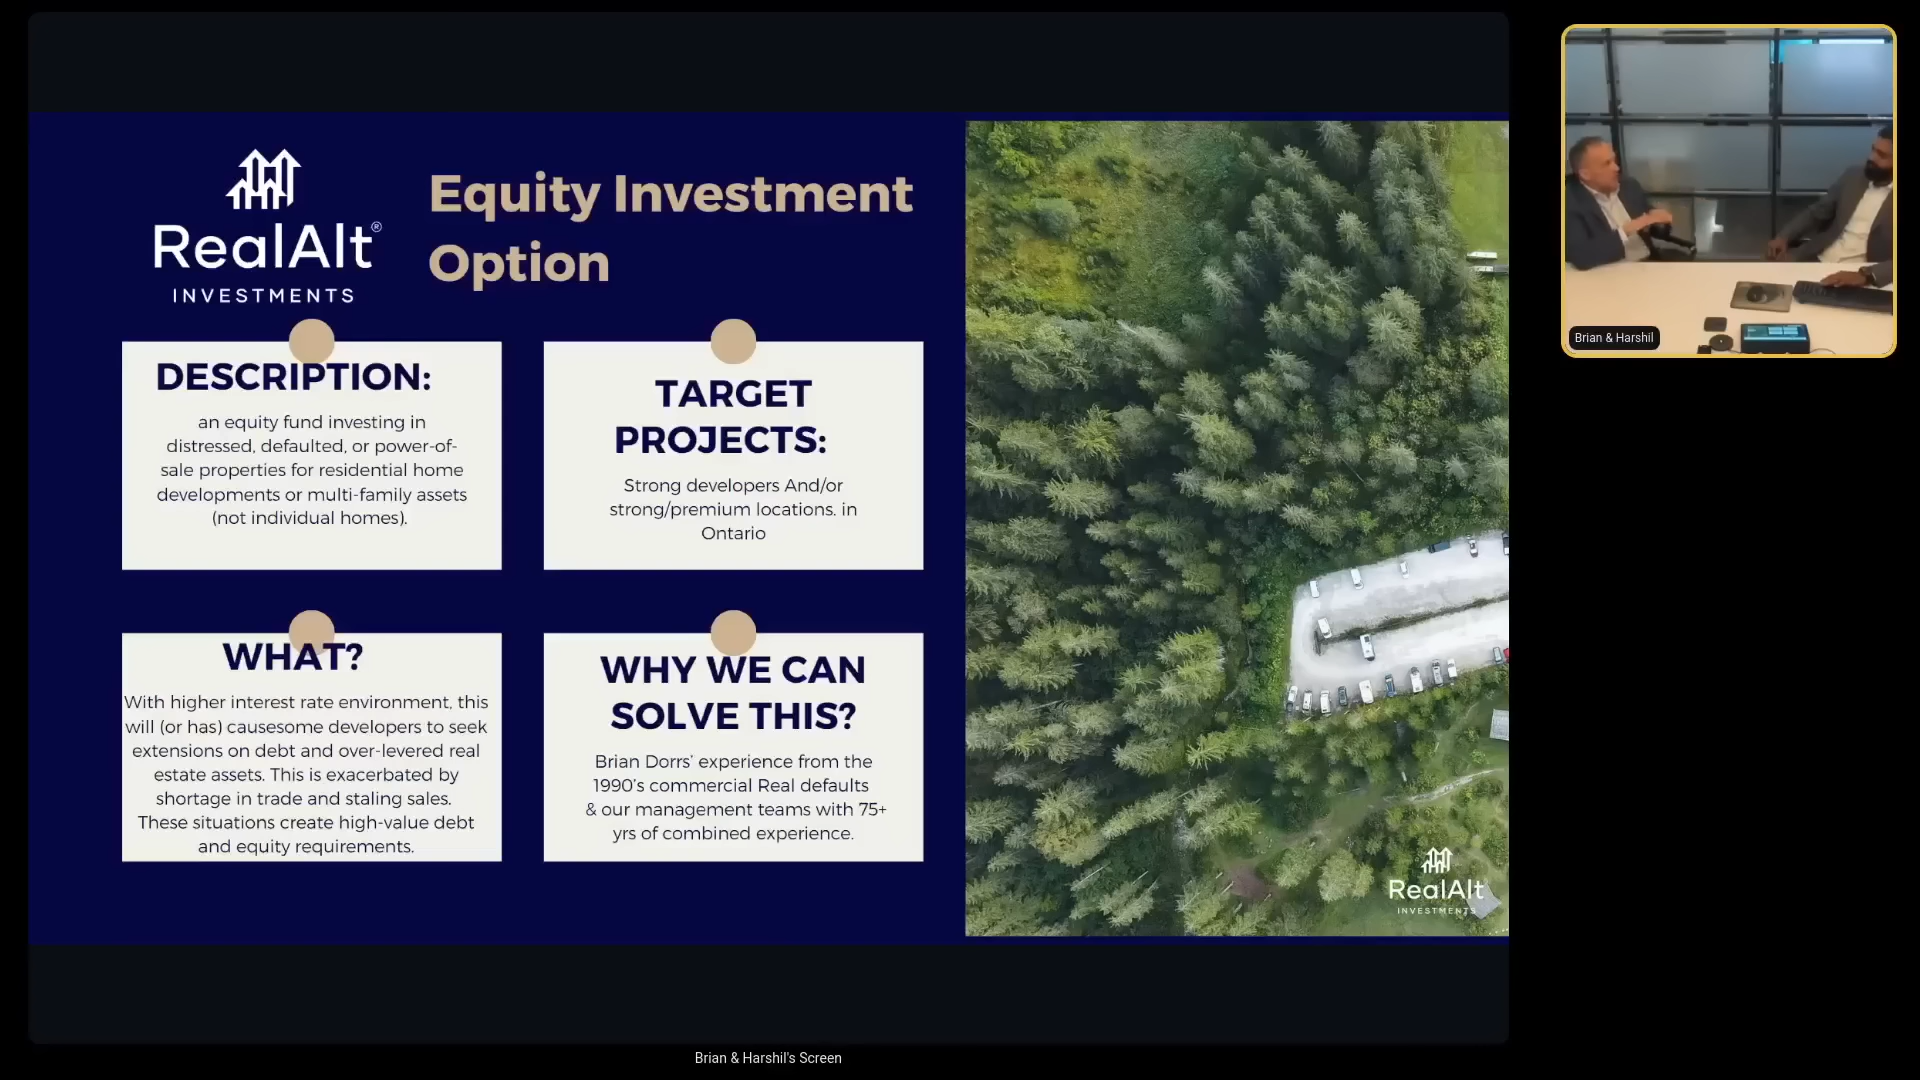 RealAlt®
INVESTMENTS
Equity Investment
Option
DESCRIPTION:
an equity fund investing in
distressed, defaulted, or power-of-
sale properties for residential home
developments or multi-family assets
(not individual homes).
TARGET
PROJECTS:
Strong developers And/or
strong/premium locations. in
Ontario
WHAT?
With higher interest rate environment, this
will (or has) causesome developers to seek
extensions on debt and over-levered real
estate assets. This is exacerbated by
shortage in trade and staling sales.
These situations create high-value debt
and equity requirements.
WHY WE CAN
SOLVE THIS?
Brian Dorrs' experience from the
1990's commercial Real defaults
& our management teams with 75+
yrs of combined experience.
RealAlt
INVESTMENTS
Brian & Harshil
Brian & Harshil's Screen